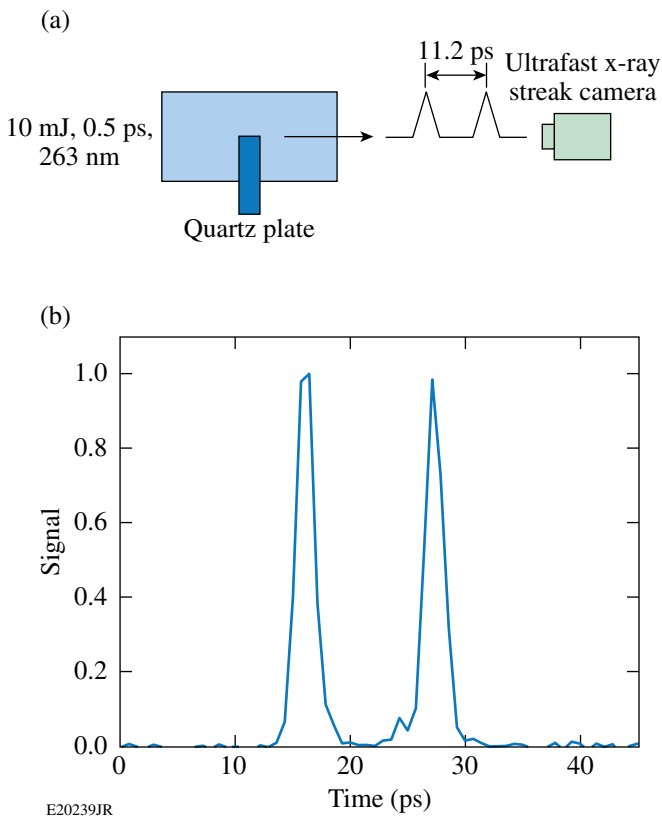 (a)
11.2 ps
Ultrafast x-ray
streak camera
10 mJ, 0.5 ps,
263 nm
Quartz plate
(b)
1.0
0.8
0.6
0.4
0.2
0.0
Signal
0
10
20
30
40
Time (ps)
E20239JR